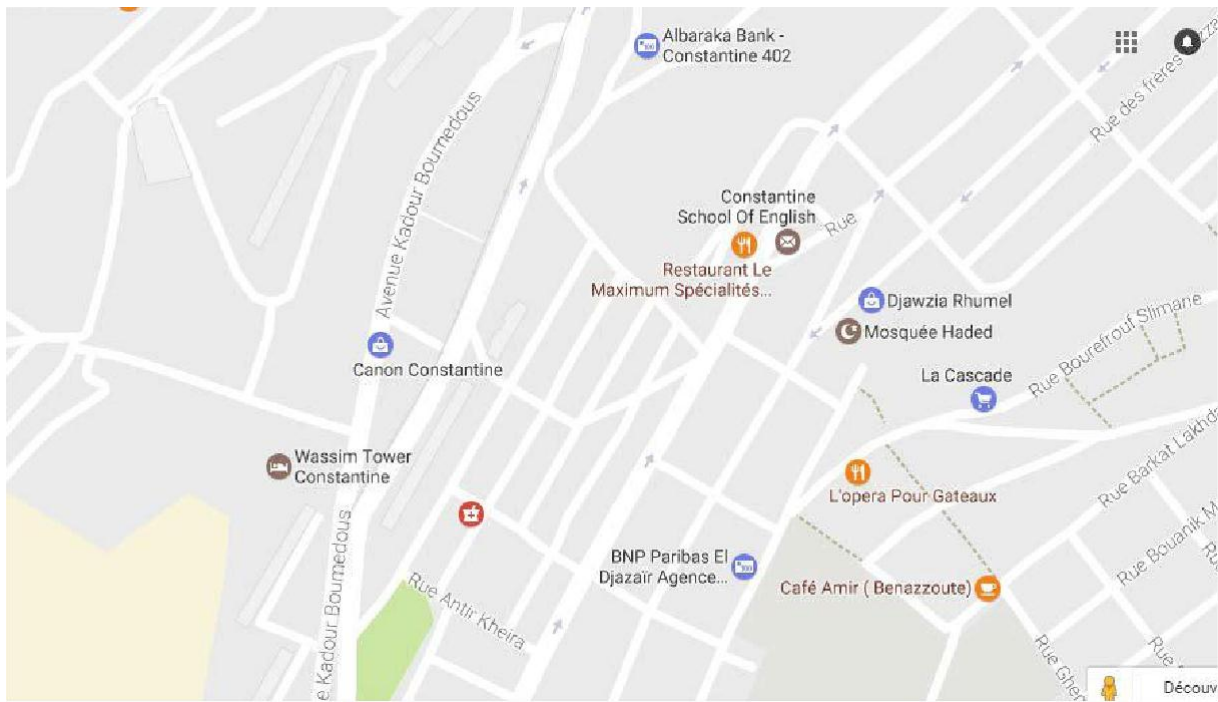 Albaraka Bank -
Constantine 402
Rue des frères
Avenue Kadour Boumedous
Constantine
School Of English
Rue
Restaurant Le
Maximum Spécialités...
Djawzia Rhumel
Mosquée Haded
Rue Bourefrouf Slimane
Canon Constantine
La Cascade
Wassim Tower
Constantine
L'opera Pour Gateaux
Rue Barkat Lakhd
Rue Bouanik M
BNP Paribas El
Djazaïr Agence...
Café Amir ( Benazzoute)
Rue Antir Kheira
e Kadour Boumedous
Rue
Découv